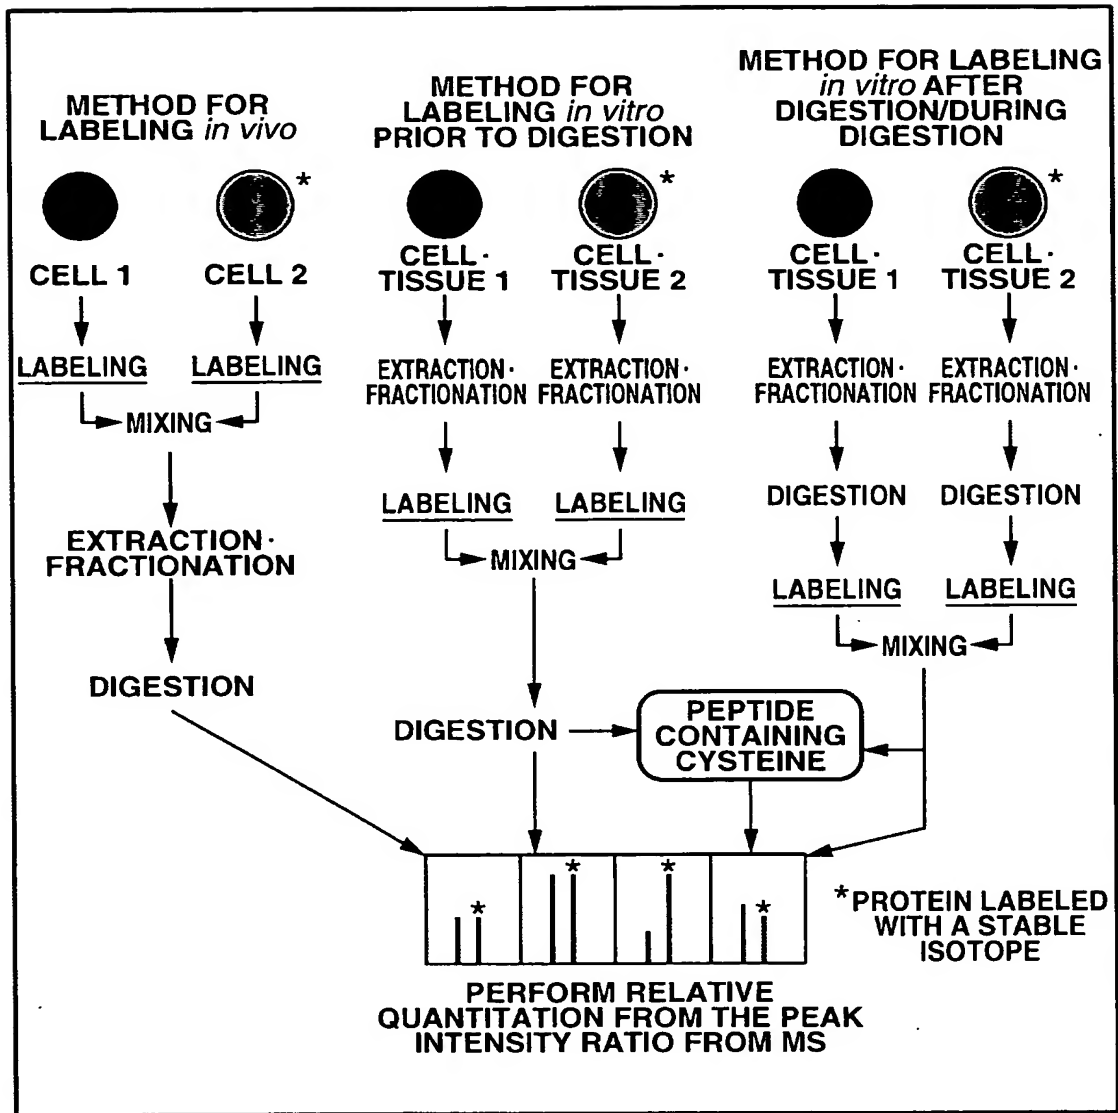 METHOD FOR
LABELING in vivo
*
CELL 1
CELL 2
LABELING
LABELING
MIXING
EXTRACTION·
FRACTIONATION
DIGESTION
METHOD FOR
LABELING in vitro
PRIOR TO DIGESTION
*
CELL·
TISSUE 1
CELL·
TISSUE 2
EXTRACTION·
FRACTIONATION
EXTRACTION·
FRACTIONATION
LABELING
LABELING
MIXING
DIGESTION
METHOD FOR LABELING
in vitro AFTER
DIGESTION/DURING
DIGESTION
*
CELL·
TISSUE 1
CELL·
TISSUE 2
EXTRACTION·
FRACTIONATION
EXTRACTION·
FRACTIONATION
DIGESTION
DIGESTION
LABELING
LABELING
MIXING
PEPTIDE
CONTAINING
CYSTEINE
* * * *
*PROTEIN LABELED
WITH A STABLE
ISOTOPE
PERFORM RELATIVE
QUANTITATION FROM THE PEAK
INTENSITY RATIO FROM MS